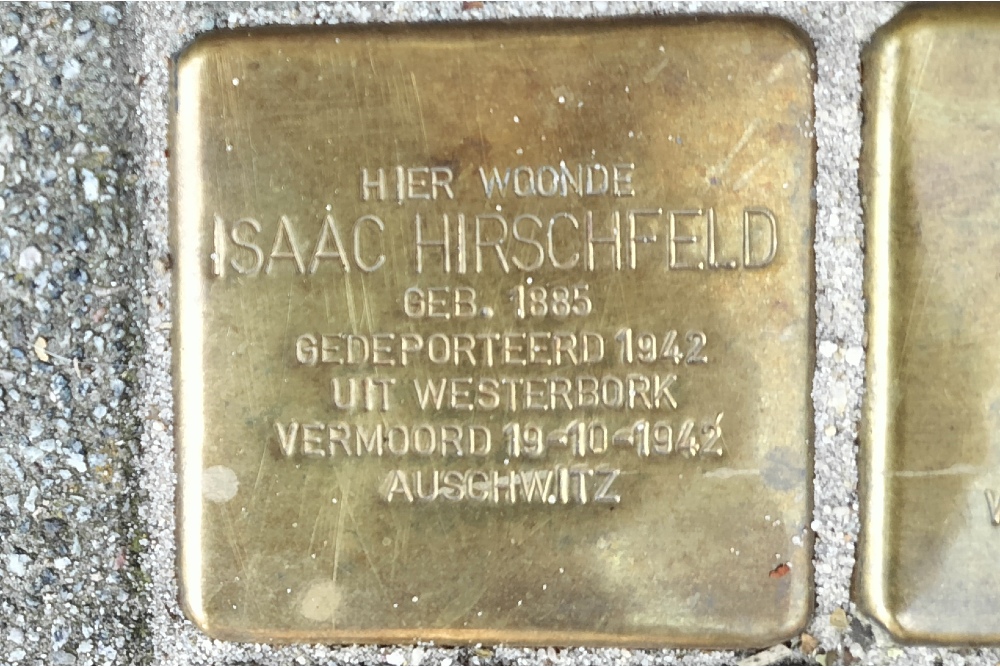 HIER WOONDE
ISAAC HIRSCHFELD
GEB. 1885
GEDEPORTEERD 1942
UIT WESTERBORK
VERMOORD 19-10-1942
AUSCHWITZ